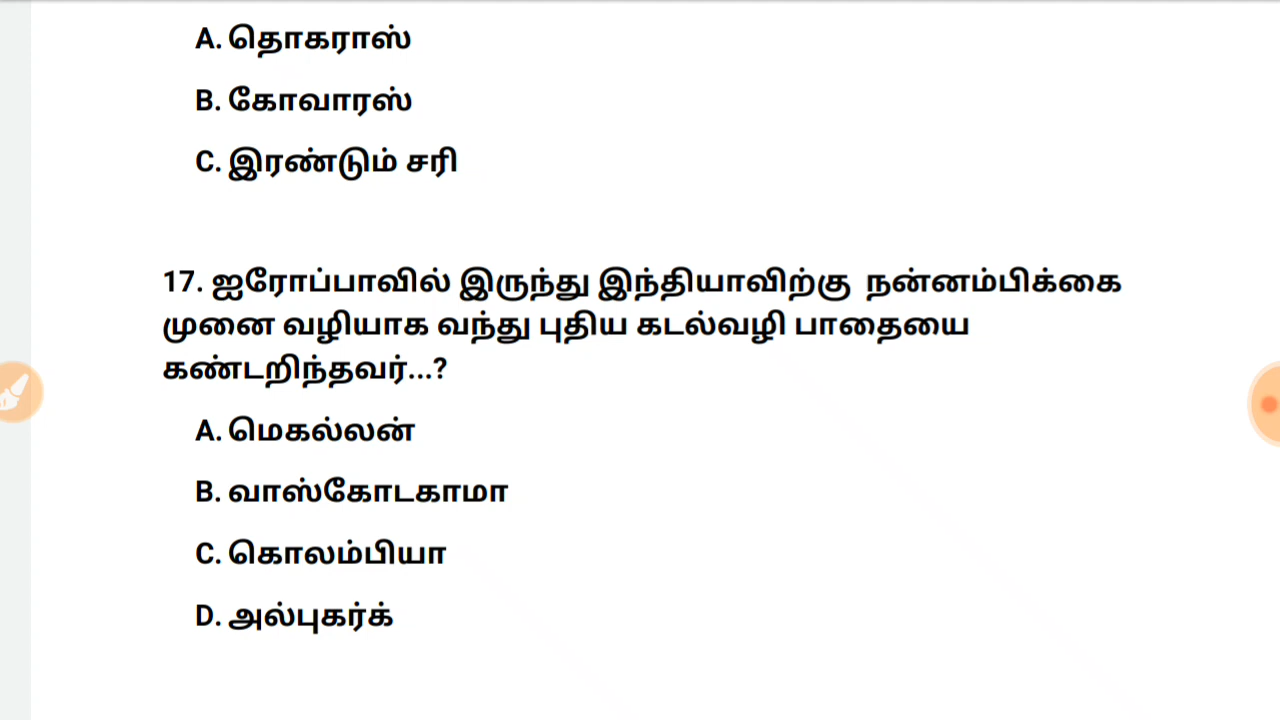 A. தொகராஸ்
B. கோவாரஸ்
C. இரண்டும் சரி
17. ஐரோப்பாவில் இருந்து இந்தியாவிற்கு நன்னம்பிக்கை
முனை வழியாக வந்து புதிய கடல்வழி பாதையை
கண்டறிந்தவர்...?
A. மெகல்லன்
B. வாஸ்கோடகாமா
C. கொலம்பியா
D. அல்புகர்க்